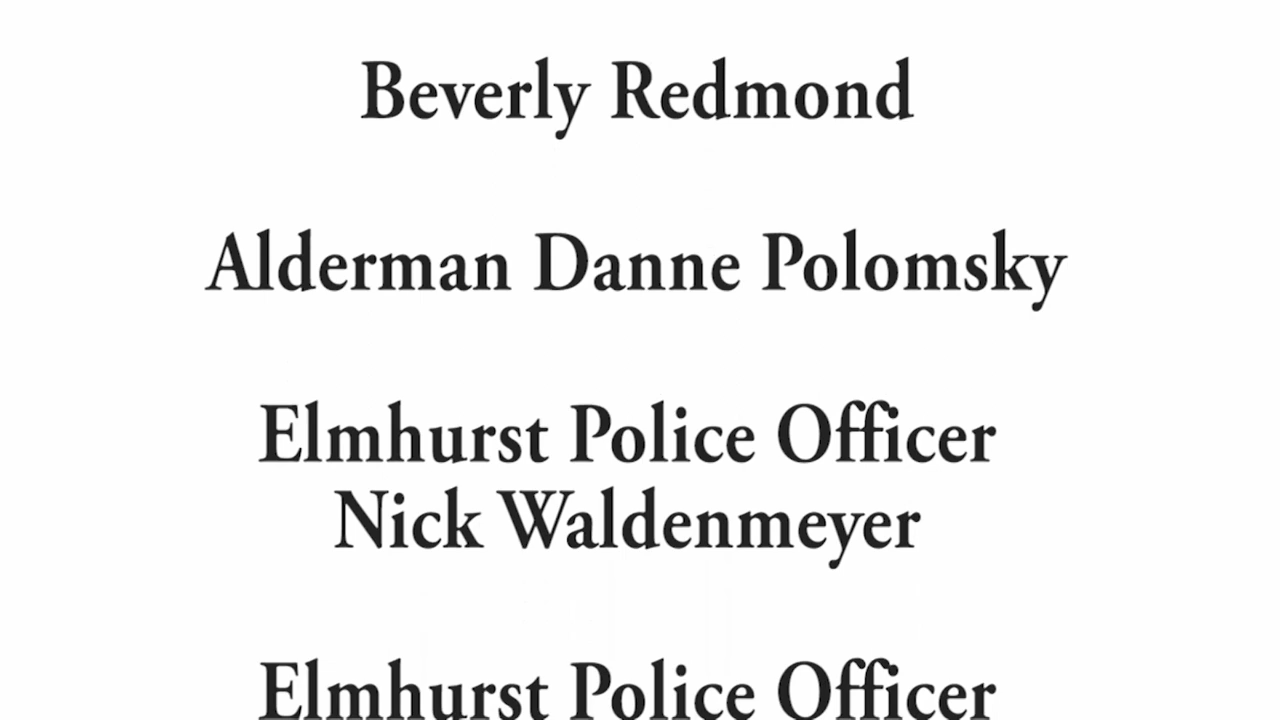 Beverly Redmond
Alderman Danne Polomsky
Elmhurst Police Officer
Nick Waldenmeyer
Elmhurst Police Officer